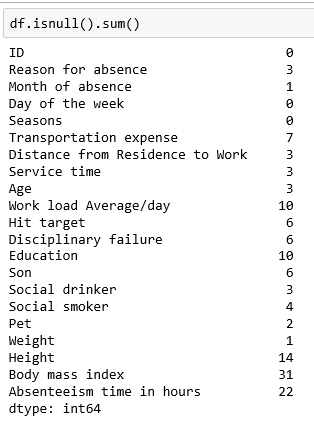 df.isnull().sum()
ID 0
Reason for absence 3
Month of absence 1
Day of the week 0
Seasons 0
Transportation expense 7
Distance from Residence to Work 3
Service time 3
Age 3
Work load Average/day 10
Hit target 6
Disciplinary failure 6
Education 10
Son 6
Social drinker 3
Social smoker 4
Pet 2
Weight 1
Height 14
Body mass index 31
Absenteeism time in hours 22
dtype: int64